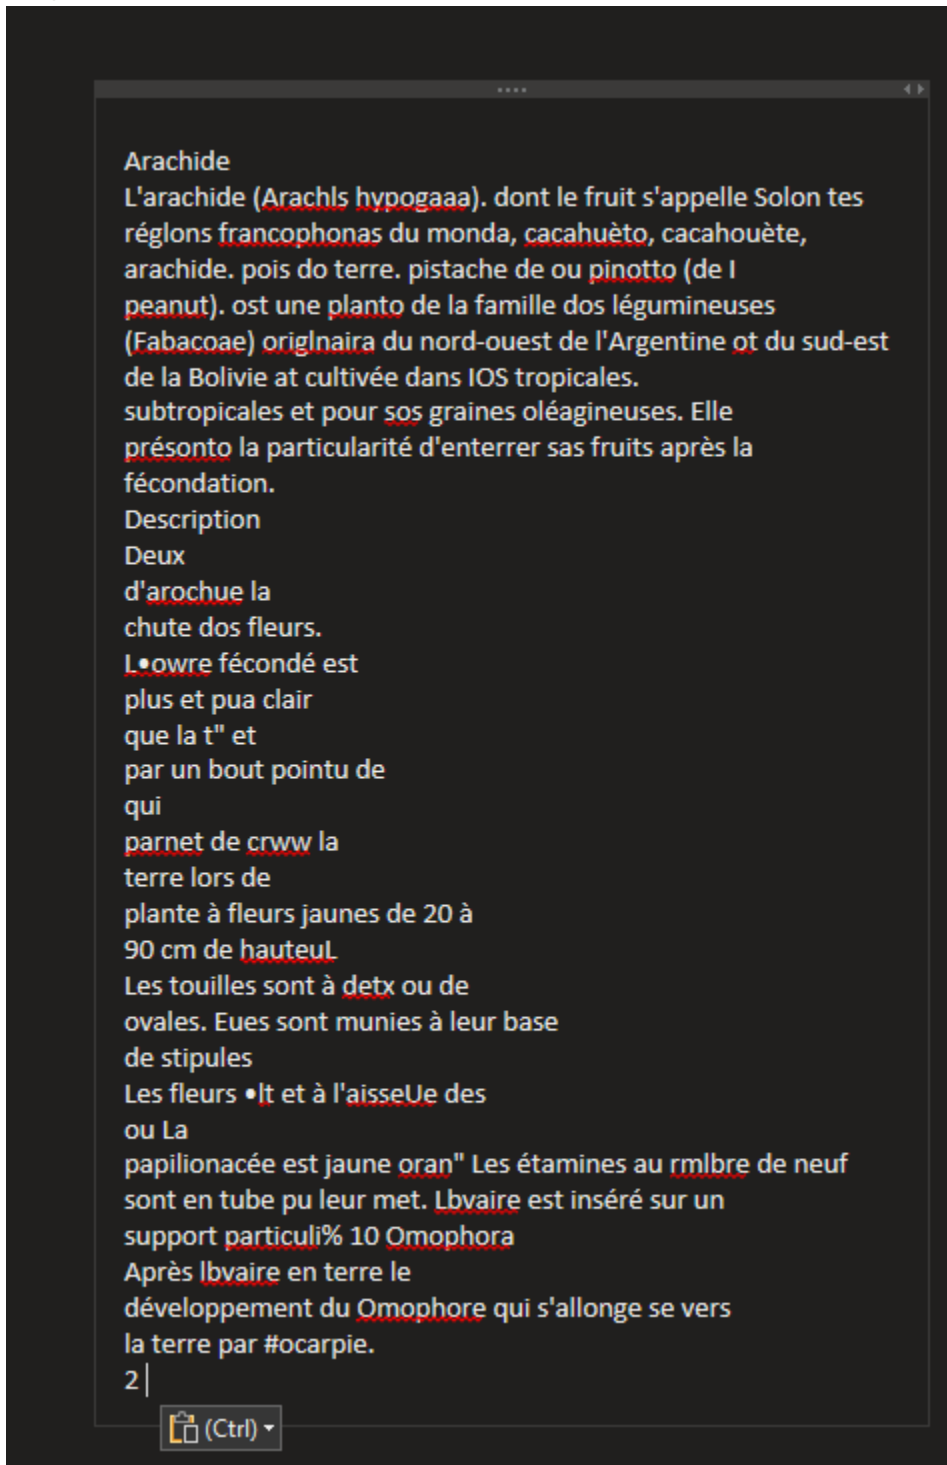 Arachide
L'arachide (Arachls hypogaaa). dont le fruit s'appelle Solon tes
réglons francophonas du monda, cacahuèto, cacahouète,
arachide. pois do terre. pistache de ou pinotto (de I
peanut). ost une planto de la famille dos légumineuses
(Fabacoae) origlnaira du nord-ouest de l'Argentine ot du sud-est
de la Bolivie at cultivée dans IOS tropicales.
subtropicales et pour sos graines oléagineuses. Elle
présonto la particularité d'enterrer sas fruits après la
fécondation.
Description
Deux
d'arochue la
chute dos fleurs.
L•owre fécondé est
plus et pua clair
que la t" et
par un bout pointu de
qui
parnet de crww la
terre lors de
plante à fleurs jaunes de 20 à
90 cm de hauteuL
Les touilles sont à detx ou de
ovales. Eues sont munies à leur base
de stipules
Les fleurs •lt et à l'aisseUe des
ou La
papilionacée est jaune oran" Les étamines au rmlbre de neuf
sont en tube pu leur met. Lbvaire est inséré sur un
support particuli% 10 Omophora
Après lbvaire en terre le
développement du Omophore qui s'allonge se vers
la terre par #ocarpie.
2
(Ctrl)